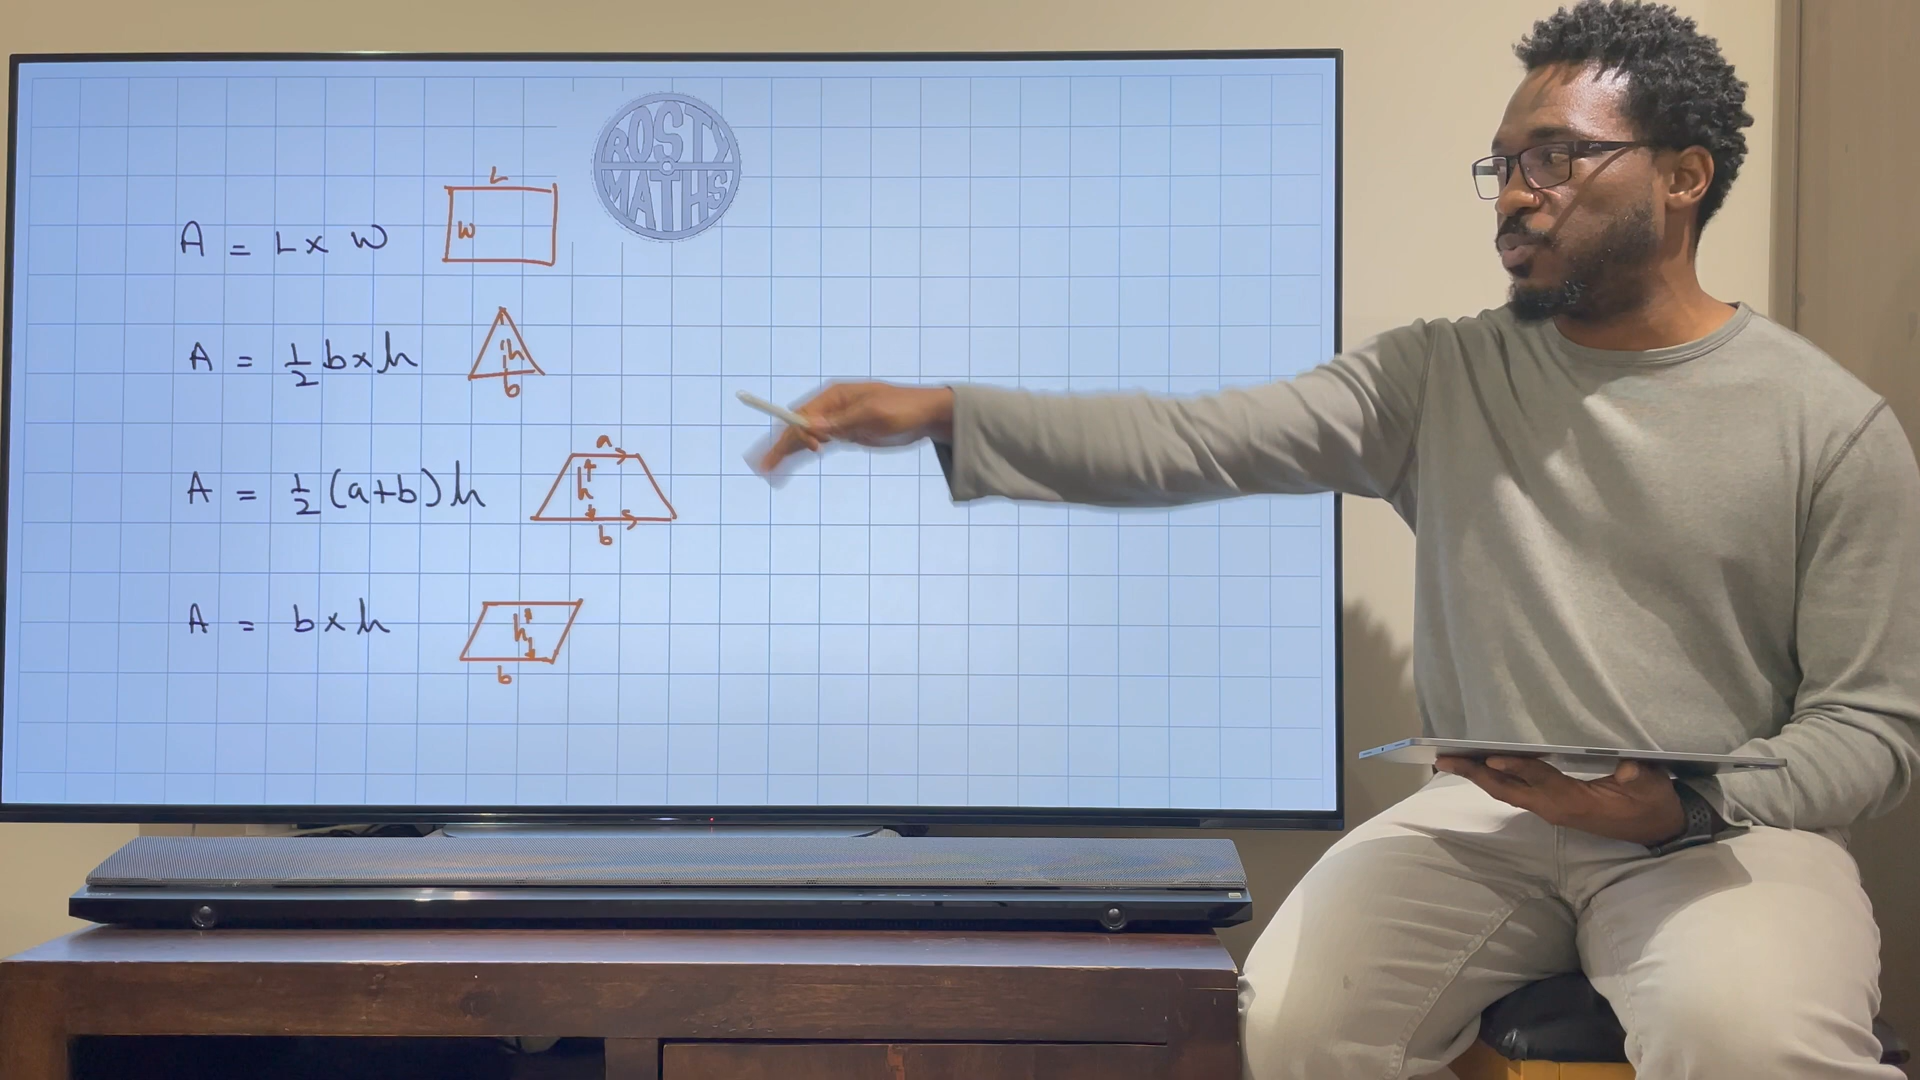 ROSTY
MATHS
L
A = L x W
W
A = 1/2 b x h
h
b
a
A = 1/2 (a+b) h
h
b
A = b x h
h
b